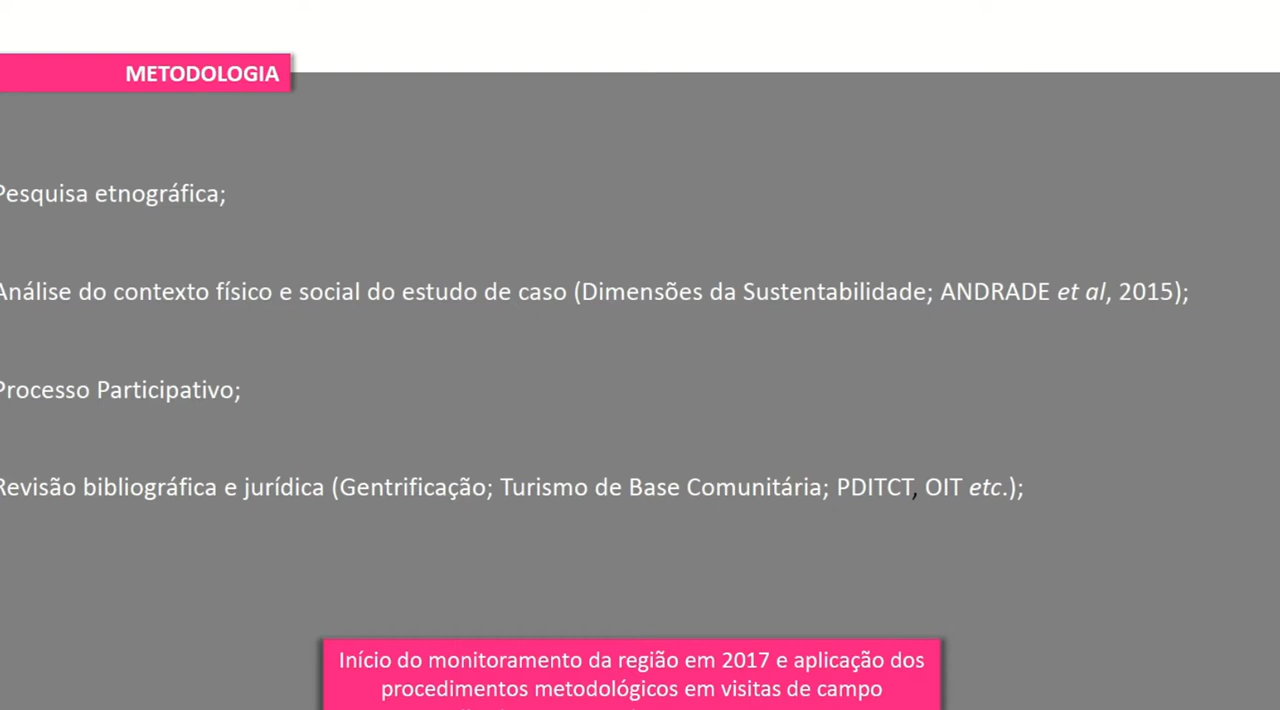 METODOLOGIA
Pesquisa etnográfica;
Análise do contexto físico e social do estudo de caso (Dimensões da Sustentabilidade; ANDRADE et al, 2015);
Processo Participativo;
Revisão bibliográfica e jurídica (Gentrificação; Turismo de Base Comunitária; PDITCT, OIT etc.);
Início do monitoramento da região em 2017 e aplicação dos
procedimentos metodológicos em visitas de campo